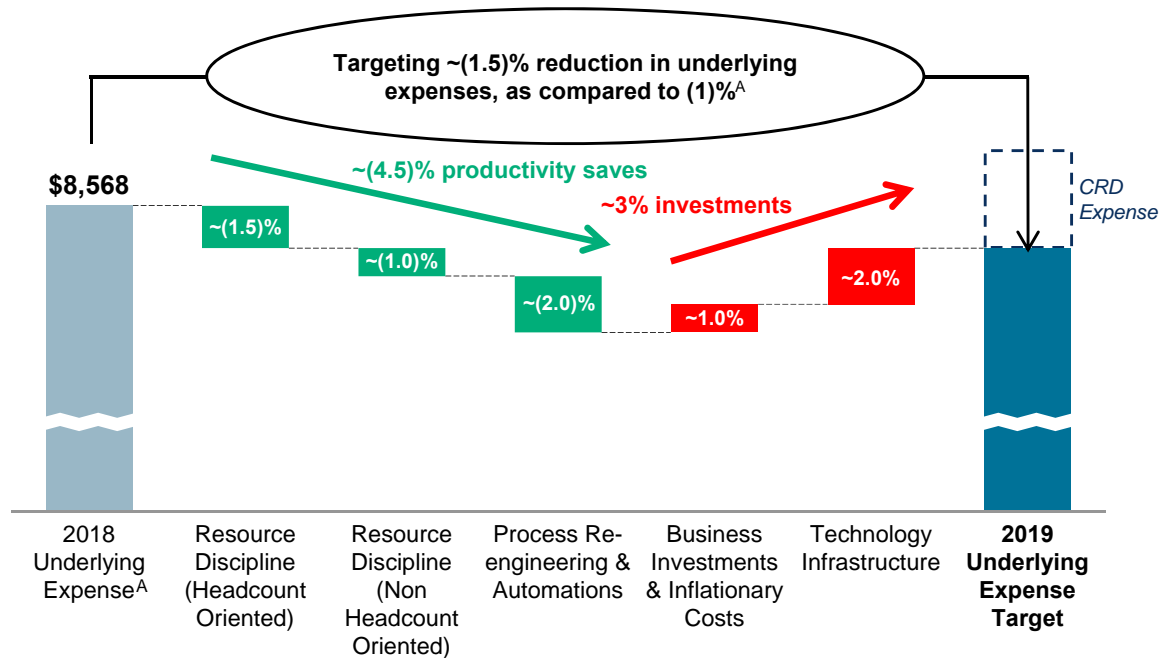 Targeting ~(1.5)% reduction in underlying
expenses, as compared to (1)%A
$8,568
~(4.5)% productivity saves
~3% investments
CRD
Expense
~(1.5)%
~(1.0)%
~(2.0)%
~1.0%
~2.0%
2018
Underlying
ExpenseA
Resource
Discipline
(Headcount
Oriented)
Resource
Discipline
(Non
Headcount
Oriented)
Process Re-
engineering &
Automations
Business
Investments
& Inflationary
Costs
Technology
Infrastructure
2019
Underlying
Expense
Target